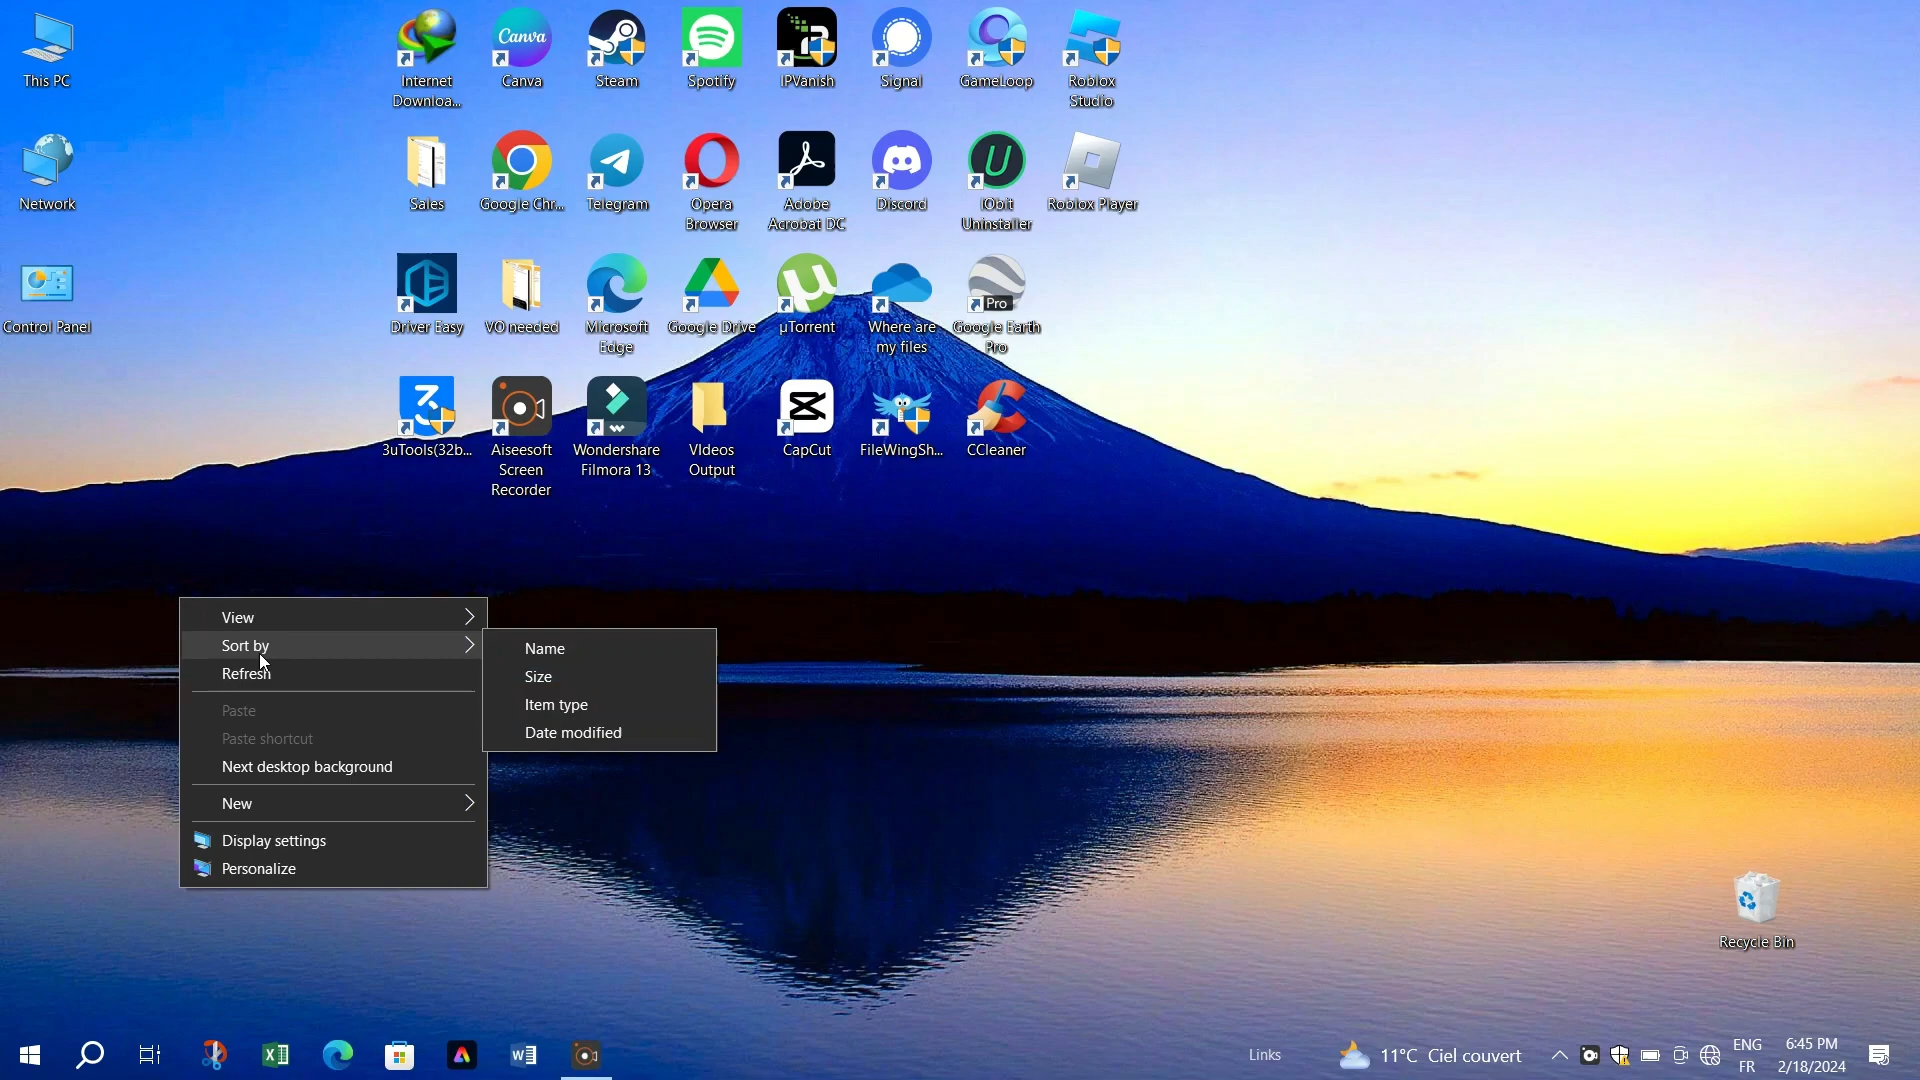 This PC
Network
Control Panel
Internet
Downloa...
Canva
Canva
Steam
Spotify
IPVanish
Signal
GameLoop
Roblox
Studio
Sales
Google Chr...
Telegram
Opera
Browser
Adobe
Acrobat DC
Discord
IObit
Uninstaller
Roblox Player
Driver Easy
VO needed
Microsoft
Edge
Google Drive
µTorrent
Where are
my files
Pro
Google Earth
Pro
3uTools(32b...
Aiseesoft
Screen
Recorder
Wondershare
Filmora 13
VIdeos
Output
CapCut
FileWingSh...
CCleaner
View
Sort by
Refresh
Paste
Paste shortcut
Next desktop background
New
Display settings
Personalize
Name
Size
Item type
Date modified
Recycle Bin
Links
11°C Ciel couvert
ENG
FR
6:45 PM
2/18/2024